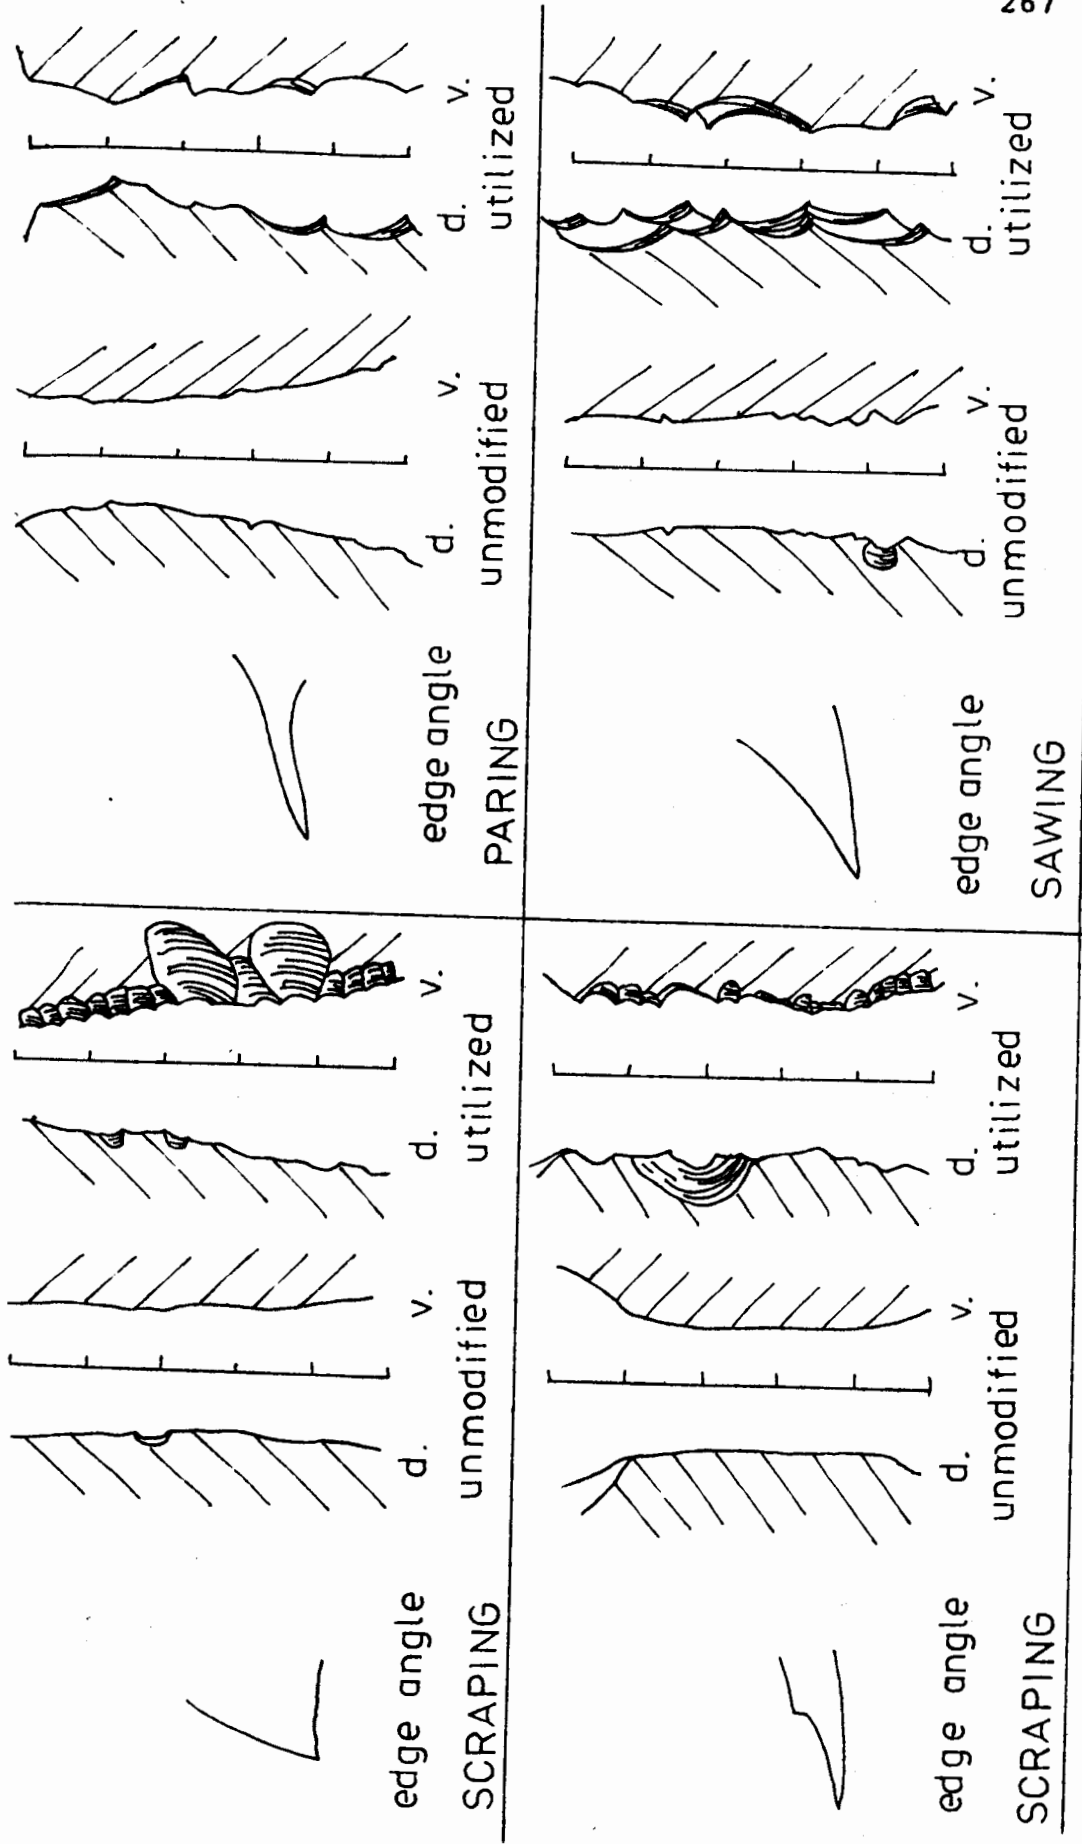 267
edge angle d. v. d. v. edge angle d. v. d. v.
SCRAPING unmodified utilized PARING unmodified utilized
edge angle d. v. d. v. edge angle d. v. d. v.
SCRAPING unmodified utilized SAWING unmodified utilized